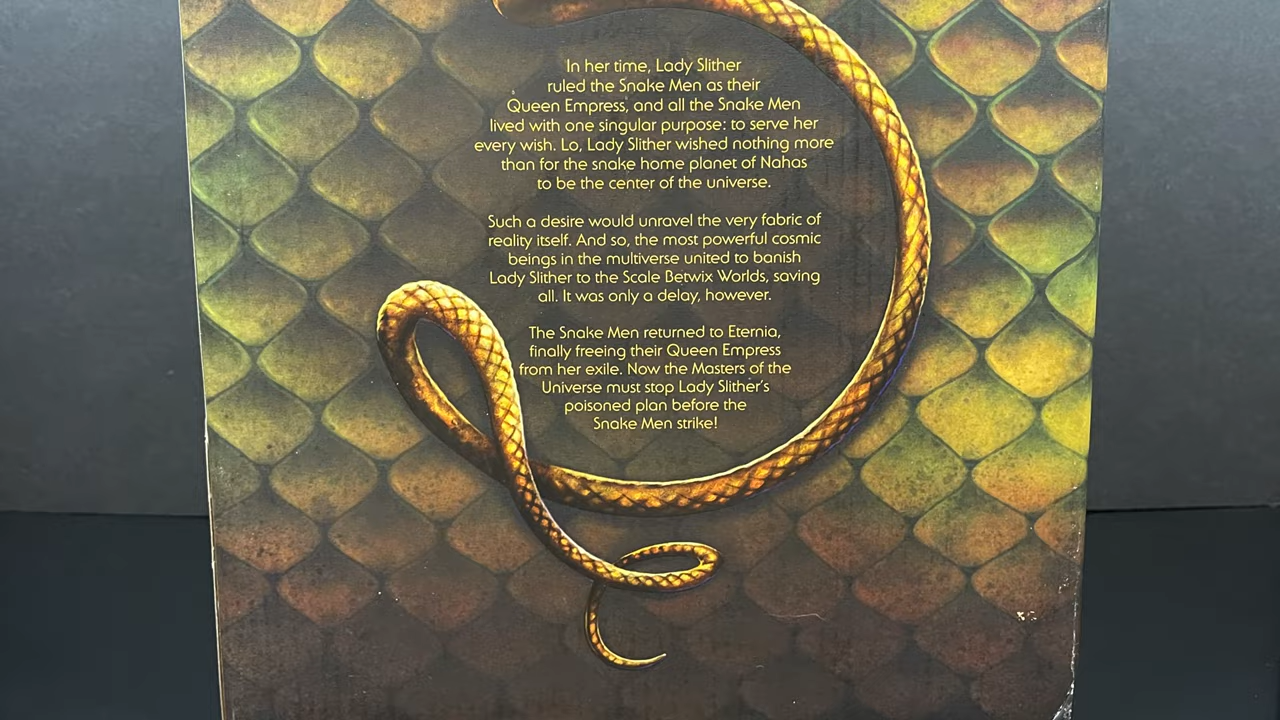 In her time, Lady Slither
ruled the Snake Men as their
Queen Empress, and all the Snake Men
lived with one singular purpose: to serve her
every wish. Lo, Lady Slither wished nothing more
than for the snake home planet of Nahas
to be the center of the universe.
Such a desire would unravel the very fabric of
reality itself. And so, the most powerful cosmic
beings in the multiverse united to banish
Lady Slither to the Scale Betwix Worlds, saving
all. It was only a delay, however.
The Snake Men returned to Eternia,
finally freeing their Queen Empress
from her exile. Now the Masters of the
Universe must stop Lady Slither's
poisoned plan before the
Snake Men strike!